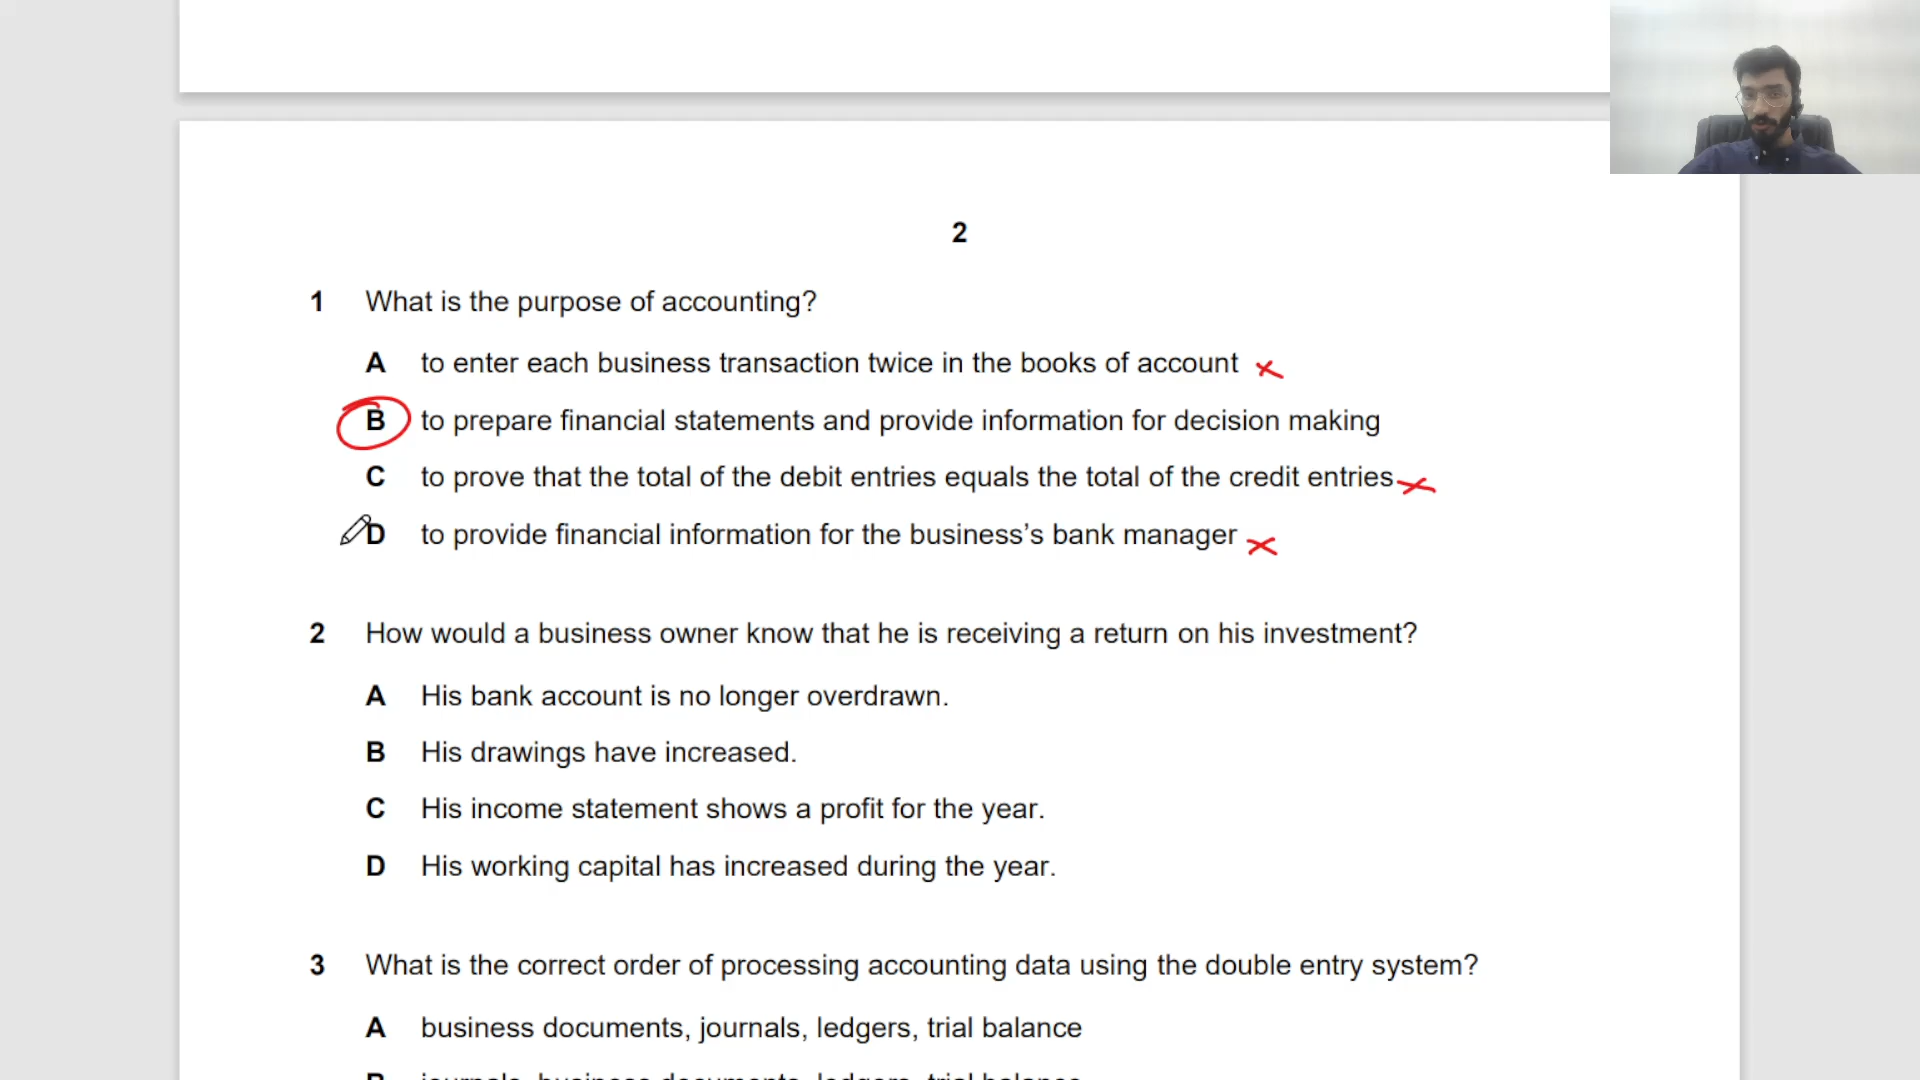 2
1 What is the purpose of accounting?
A to enter each business transaction twice in the books of account
B to prepare financial statements and provide information for decision making
C to prove that the total of the debit entries equals the total of the credit entries
D to provide financial information for the business’s bank manager
2 How would a business owner know that he is receiving a return on his investment?
A His bank account is no longer overdrawn.
B His drawings have increased.
C His income statement shows a profit for the year.
D His working capital has increased during the year.
3 What is the correct order of processing accounting data using the double entry system?
A business documents, journals, ledgers, trial balance
B journals, business documents, ledgers, trial balance